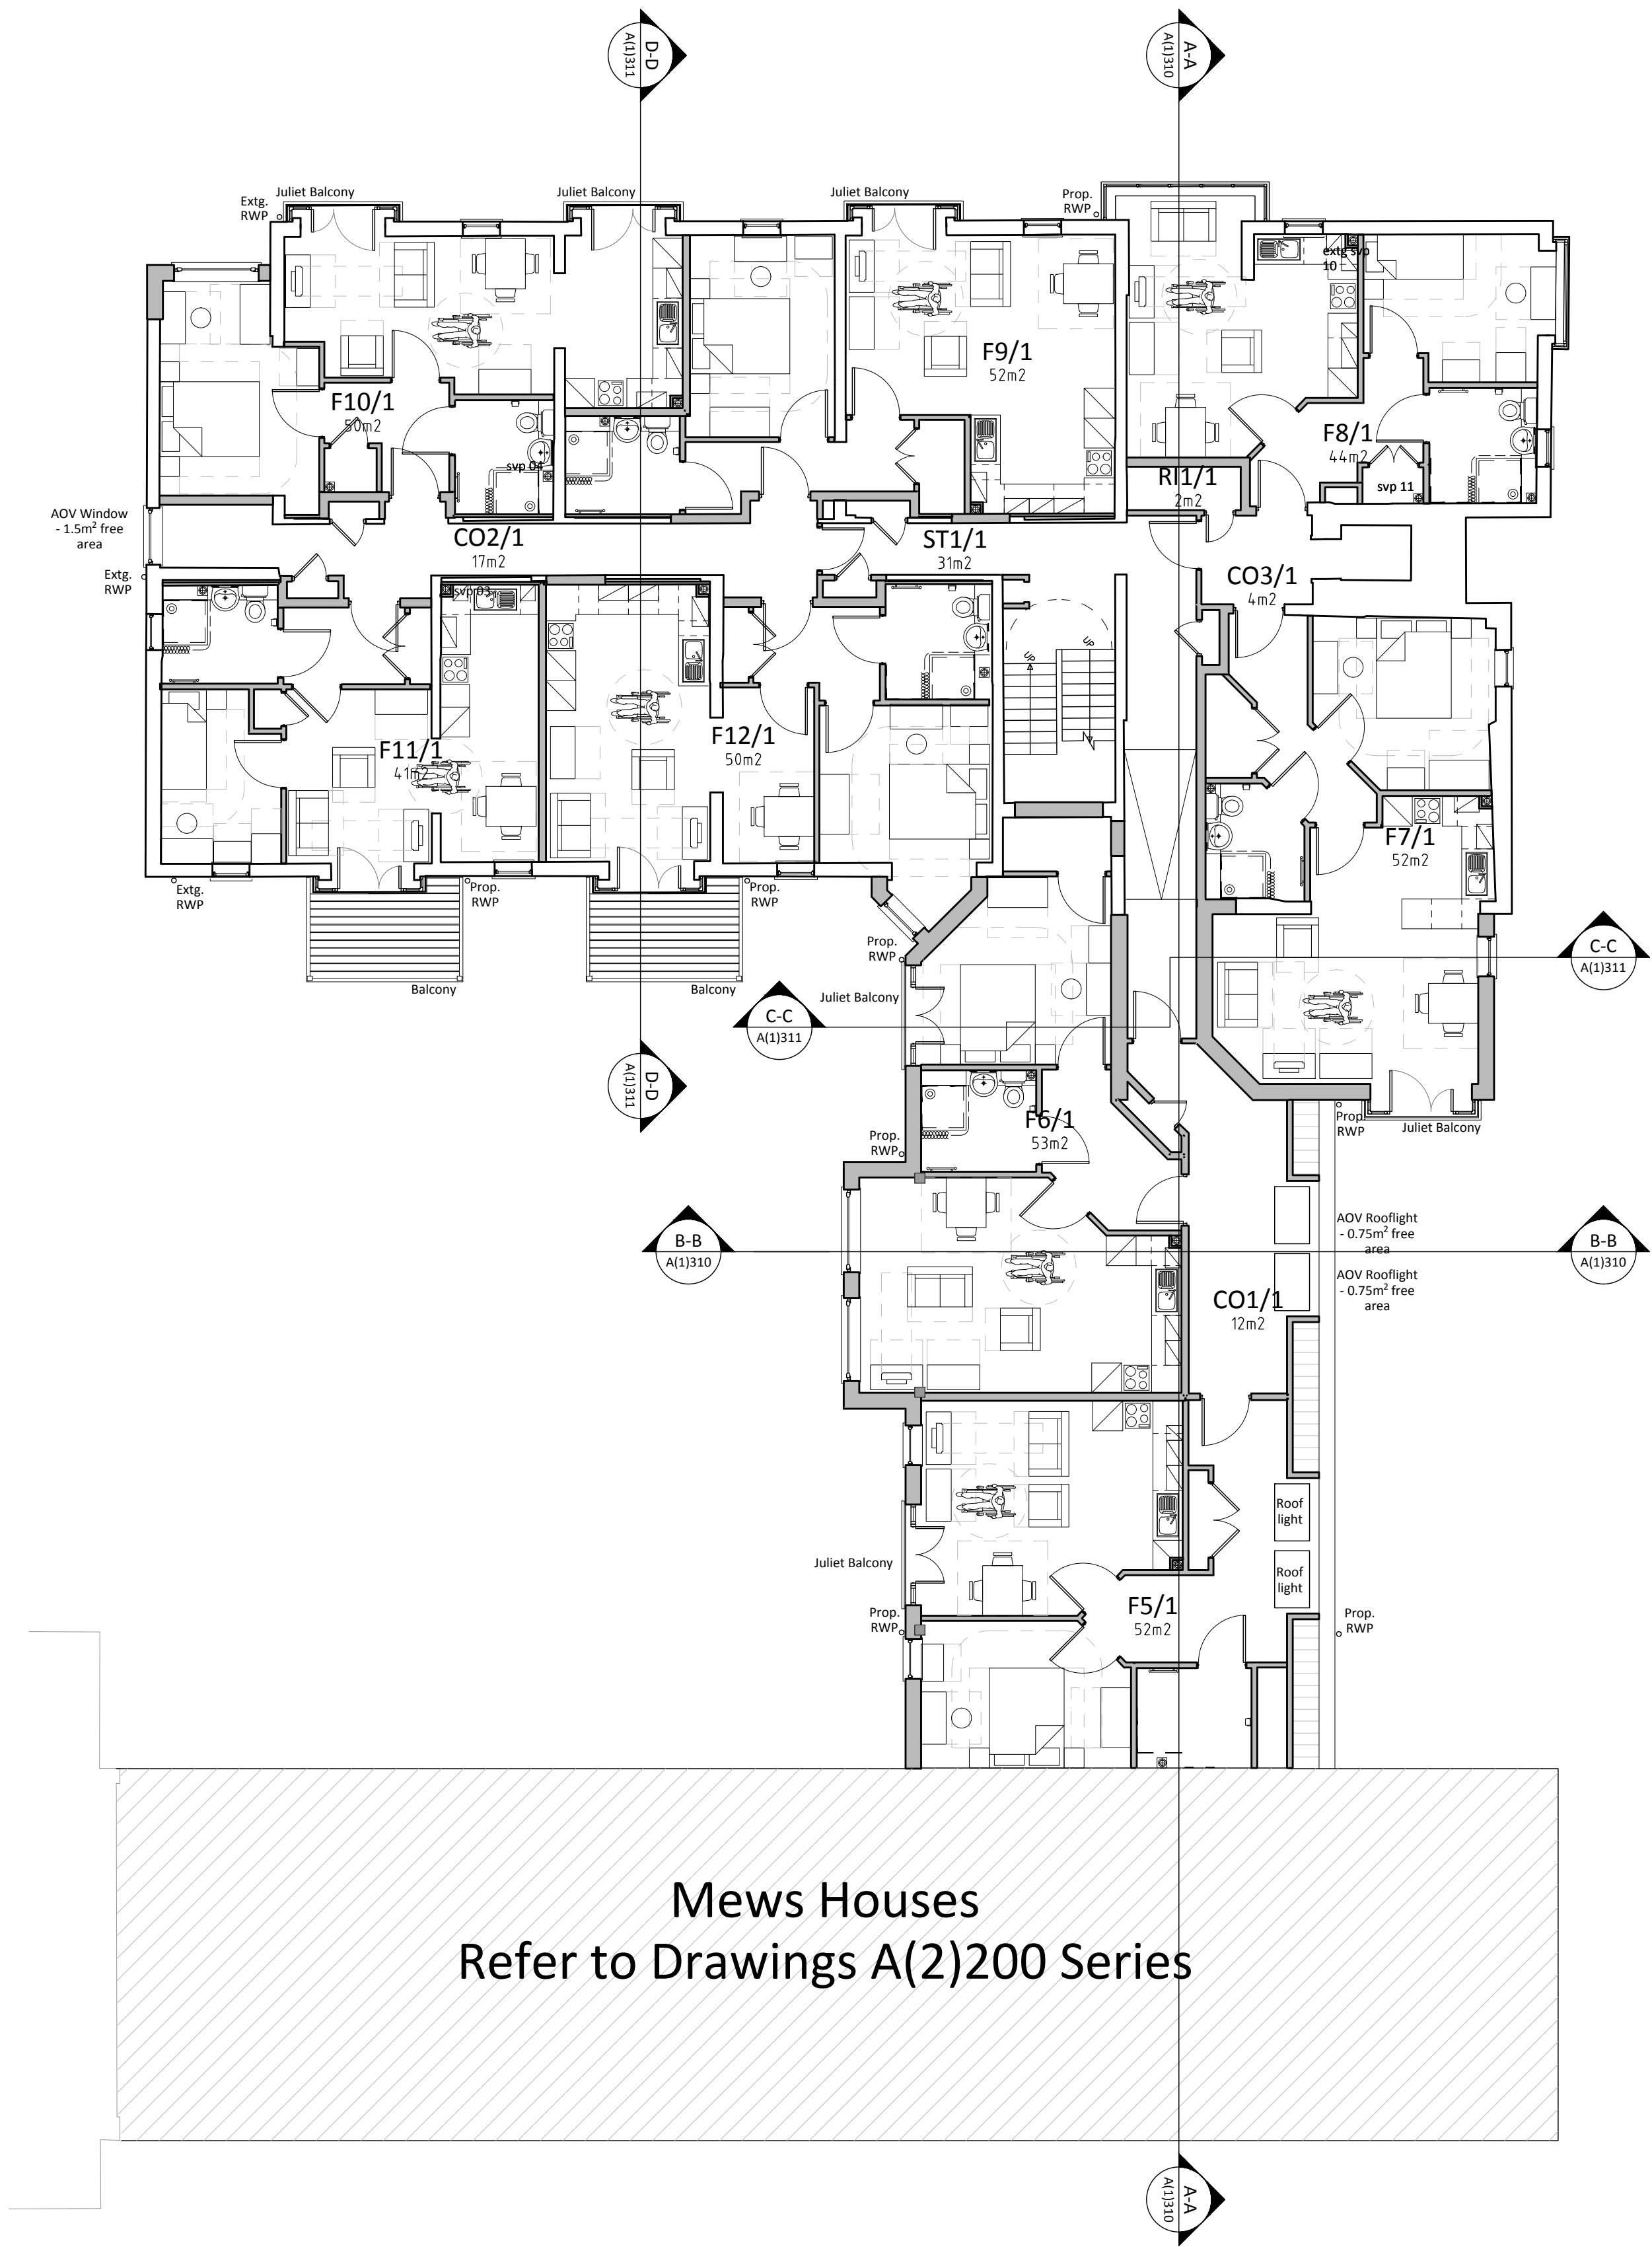 D-D
A(1)311
A-A
A(1)310
Juliet Balcony
Juliet Balcony
Juliet Balcony
Extg.
RWP
Prop.
RWP
extg svp
10
F9/1
52m2
F10/1
50m2
F8/1
44m2
svp 04
svp 11
RI1/1
2m2
AOV Window
- 1.5m² free
area
CO2/1
17m2
ST1/1
31m2
Extg.
RWP
CO3/1
4m2
svp 03
UP
UP
F11/1
41m2
F12/1
50m2
F7/1
52m2
Extg.
RWP
Prop.
RWP
Prop.
RWP
Prop.
RWP
C-C
A(1)311
Balcony
Balcony
Juliet Balcony
C-C
A(1)311
D-D
A(1)311
F6/1
53m2
Prop.
RWP
Prop.
RWP
Juliet Balcony
AOV Rooflight
- 0.75m² free
area
B-B
A(1)310
B-B
A(1)310
AOV Rooflight
- 0.75m² free
area
CO1/1
12m2
Roof
light
Juliet Balcony
Roof
light
F5/1
52m2
Prop.
RWP
Prop.
RWP
Mews Houses
Refer to Drawings A(2)200 Series
A-A
A(1)310